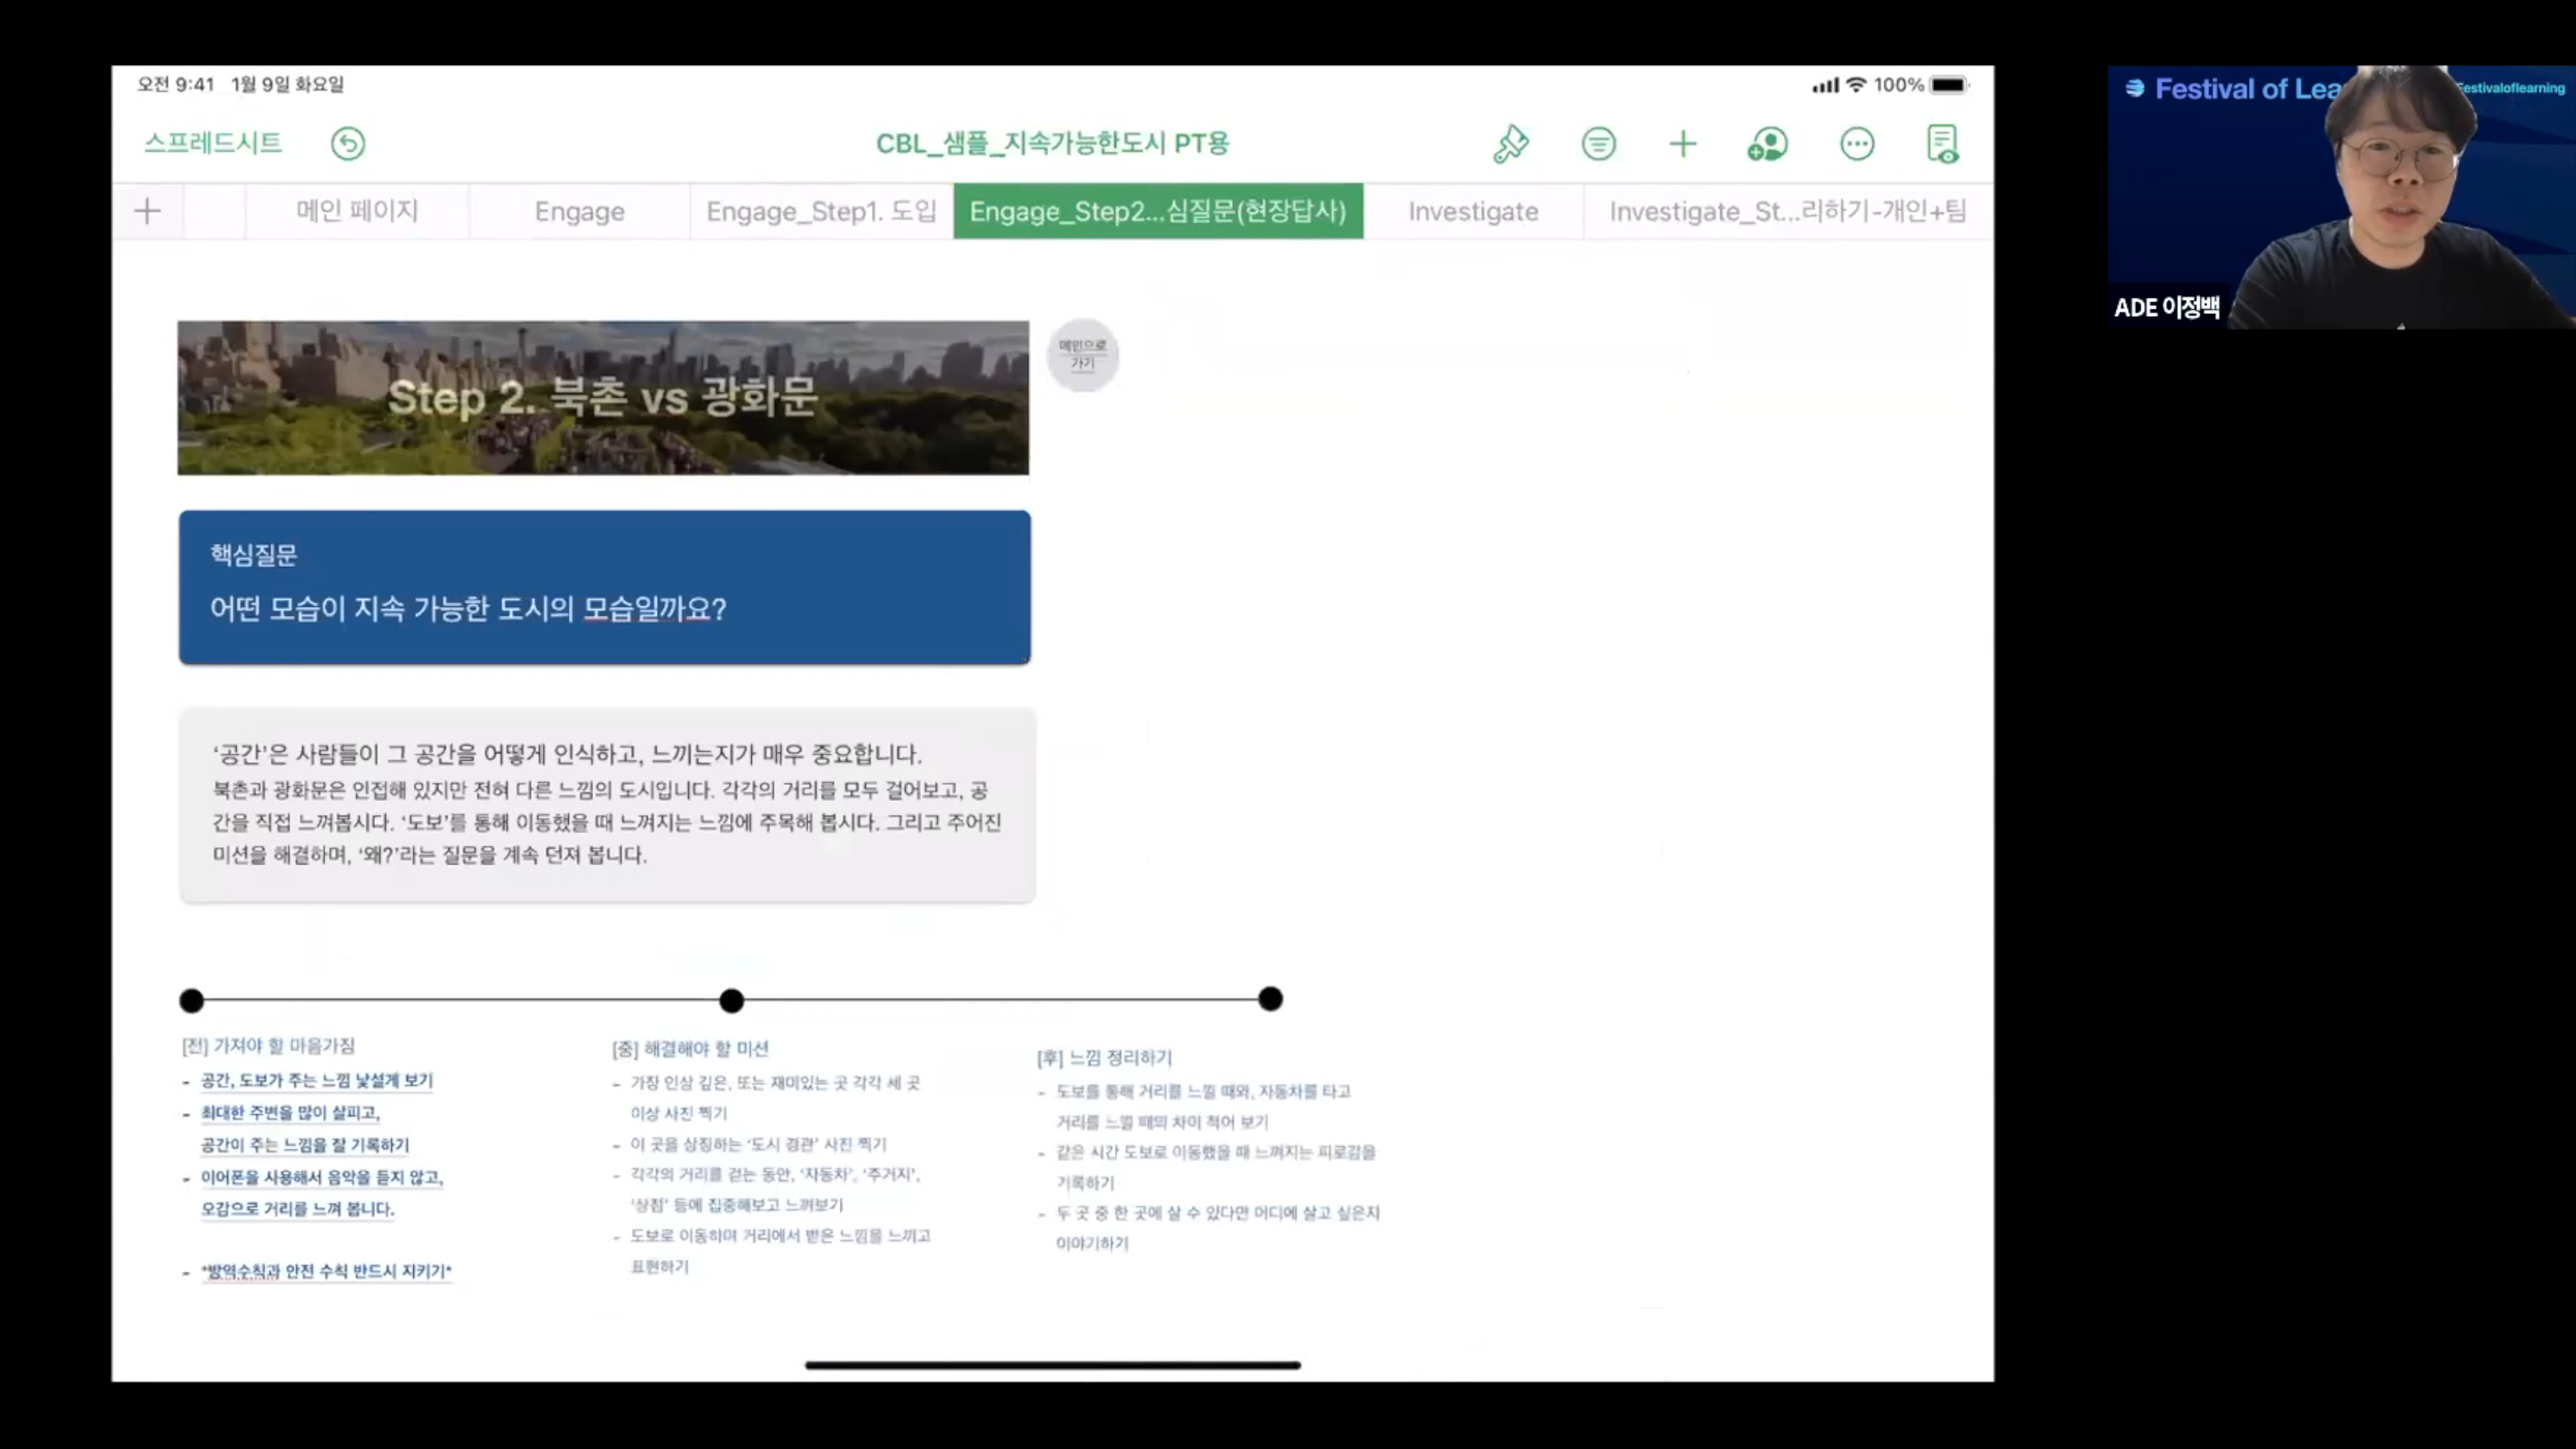 오전 9:41 1월 9일 화요일
100%
스프레드시트
CBL_샘플_지속가능한도시 PT용
메인 페이지
Engage
Engage_Step1. 도입
Engage_Step2...심질문(현장답사)
Investigate
Investigate_St...리하기-개인+팀
Step 2. 북촌 vs 광화문
메인으로
가기
핵심질문
어떤 모습이 지속 가능한 도시의 모습일까요?
‘공간’은 사람들이 그 공간을 어떻게 인식하고, 느끼는지가 매우 중요합니다.
북촌과 광화문은 인접해 있지만 전혀 다른 느낌의 도시입니다. 각각의 거리를 모두 걸어보고, 공
간을 직접 느껴봅시다. ‘도보’를 통해 이동했을 때 느껴지는 느낌에 주목해 봅시다. 그리고 주어진
미션을 해결하며, ‘왜?’라는 질문을 계속 던져 봅니다.
[전] 가져야 할 마음가짐
- 공간, 도보가 주는 느낌 낯설게 보기
- 최대한 주변을 많이 살피고,
공간이 주는 느낌을 잘 기록하기
- 이어폰을 사용해서 음악을 듣지 않고,
오감으로 거리를 느껴 봅니다.
- *방역수칙과 안전 수칙 반드시 지키기*
[중] 해결해야 할 미션
- 가장 인상 깊은, 또는 재미있는 곳 각각 세 곳
이상 사진 찍기
- 이 곳을 상징하는 ‘도시 경관’ 사진 찍기
- 각각의 거리를 걷는 동안, ‘자동차’, ‘주거지’,
‘상점’ 등에 집중해보고 느껴보기
- 도보로 이동하며 거리에서 받은 느낌을 느끼고
표현하기
[후] 느낌 정리하기
- 도보를 통해 거리를 느낄 때와, 자동차를 타고
거리를 느낄 때의 차이 적어 보기
- 같은 시간 도보로 이동했을 때 느껴지는 피로감을
기록하기
- 두 곳 중 한 곳에 살 수 있다면 어디에 살고 싶은지
이야기하기
Festival of Lea
Festivaloflearning
ADE 이정백